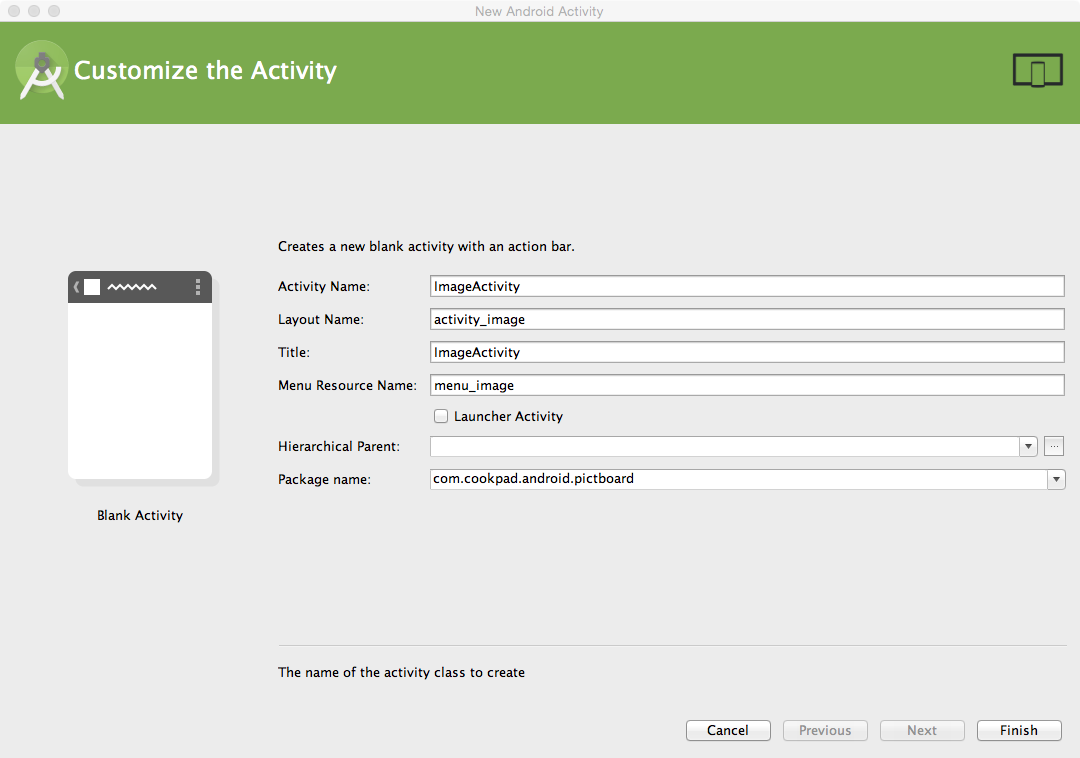 New Android Activity
Customize the Activity
Creates a new blank activity with an action bar.
Activity Name: ImageActivity
Layout Name: activity_image
Title: ImageActivity
Menu Resource Name: menu_image
Launcher Activity
Hierarchical Parent: ...
Package name: com.cookpad.android.pictboard
Blank Activity
The name of the activity class to create
Cancel Previous Next Finish